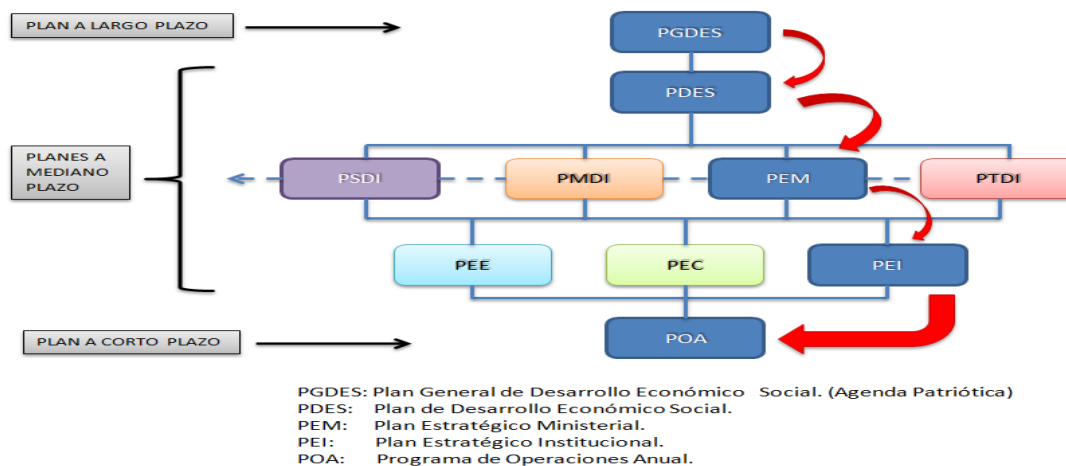 PLAN A LARGO PLAZO
PGDES
PDES
PLANES A
MEDIANO
PLAZO
PSDI
PMDI
PEM
PTDI
PEE
PEC
PEI
PLAN A CORTO PLAZO
POA
PGDES: Plan General de Desarrollo Económico Social. (Agenda Patriótica)
PDES: Plan de Desarrollo Económico Social.
PEM: Plan Estratégico Ministerial.
PEI: Plan Estratégico Institucional.
POA: Programa de Operaciones Anual.